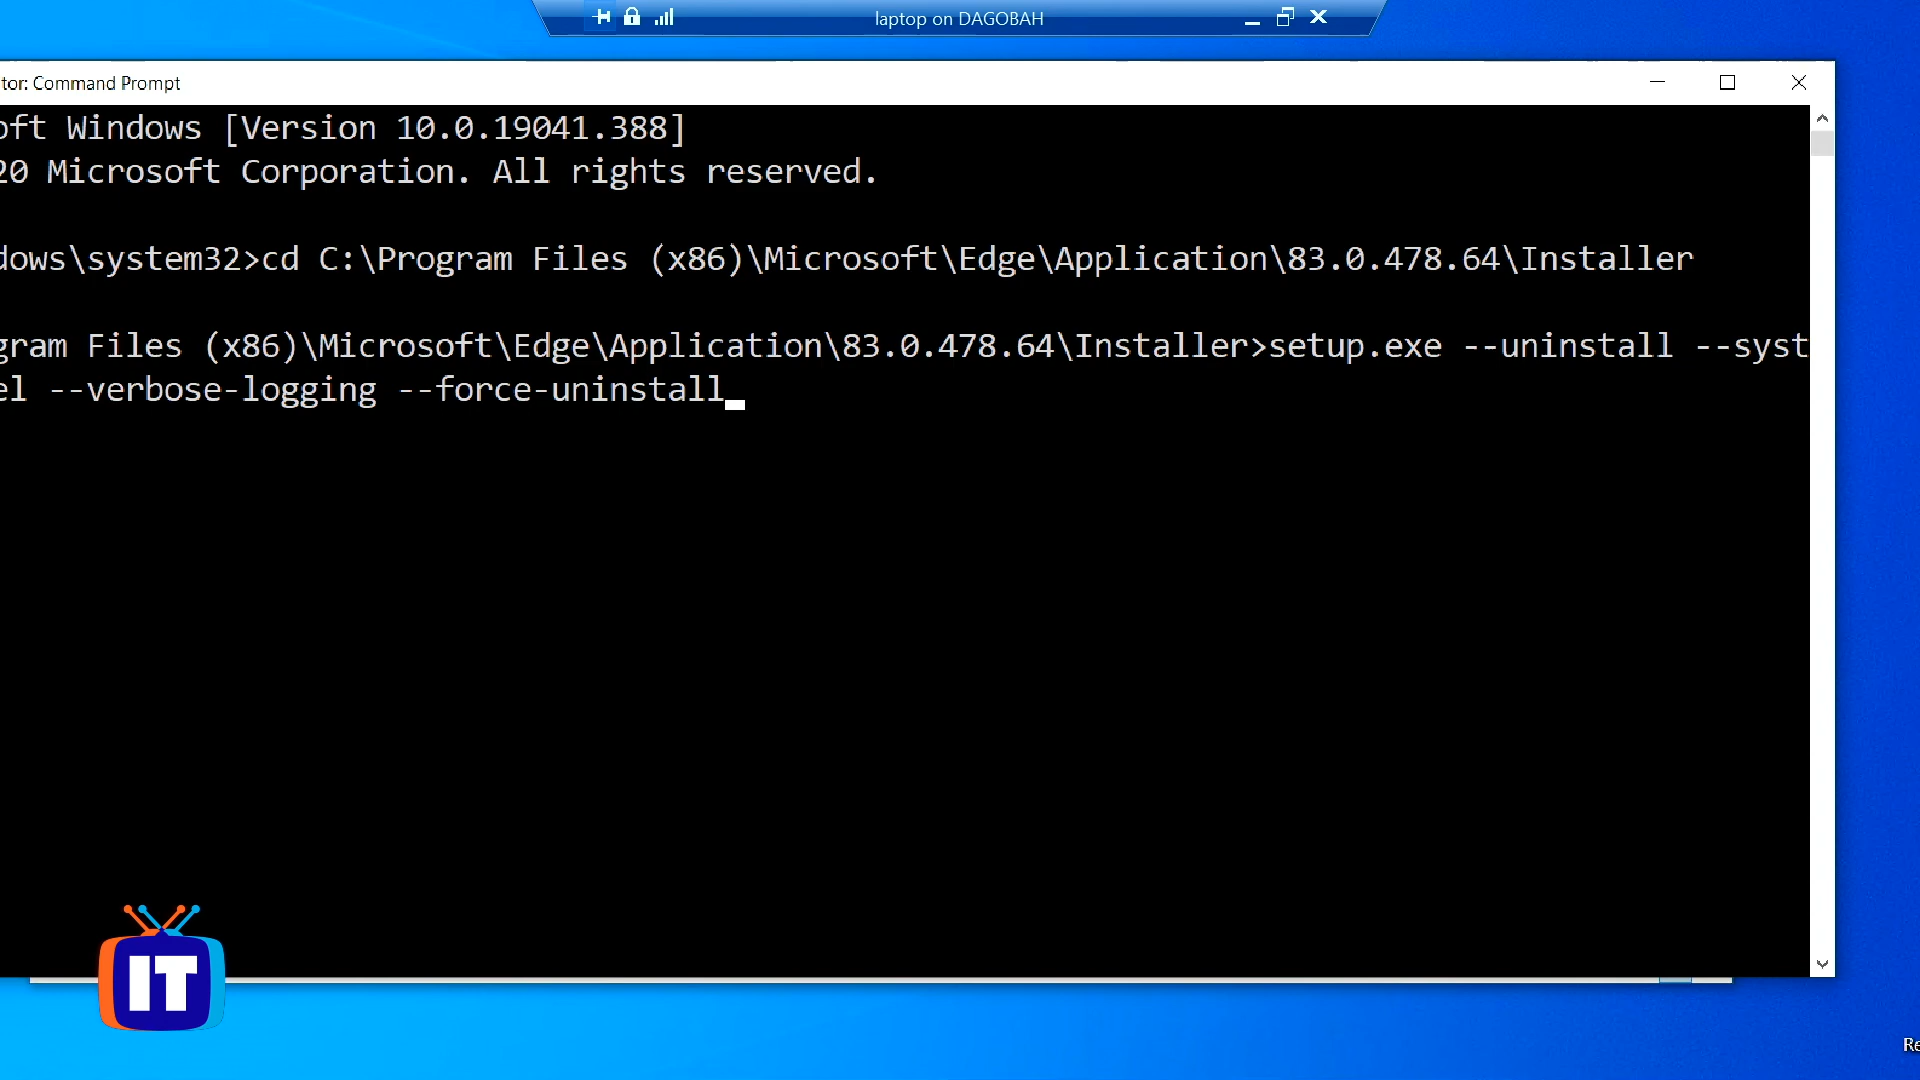 laptop on DAGOBAH
tor: Command Prompt
oft Windows [Version 10.0.19041.388]
20 Microsoft Corporation. All rights reserved.
dows\system32>cd C:\Program Files (x86)\Microsoft\Edge\Application\83.0.478.64\Installer
gram Files (x86)\Microsoft\Edge\Application\83.0.478.64\Installer>setup.exe --uninstall --syst
el --verbose-logging --force-uninstall
IT
Re